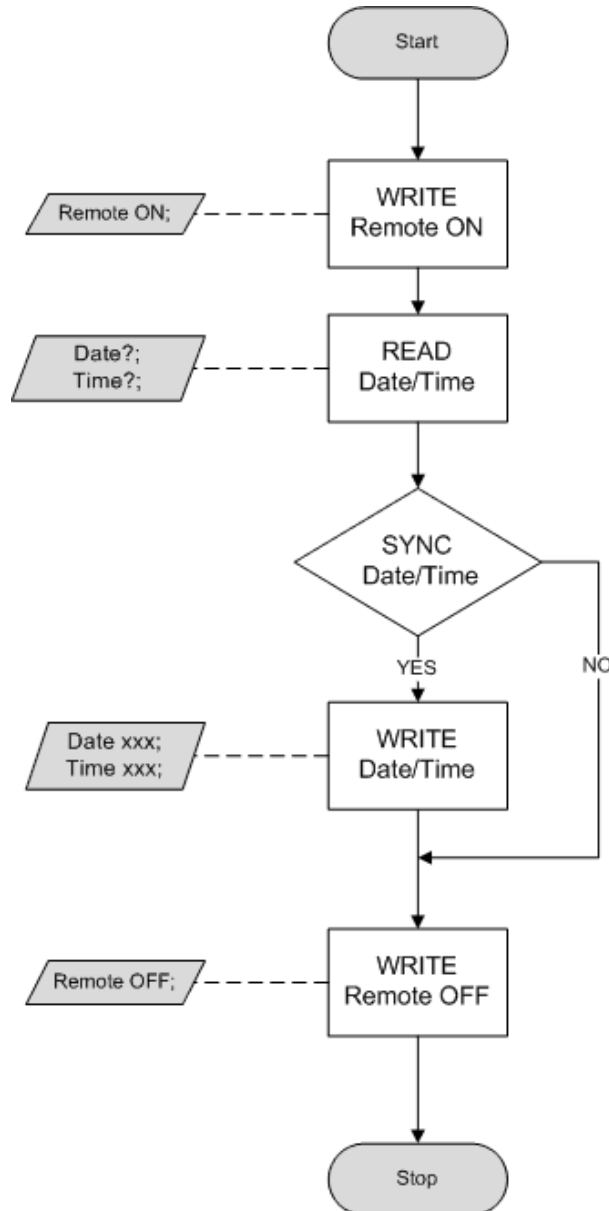 Start
Remote ON;
WRITE
Remote ON
Date?;
Time?;
READ
Date/Time
SYNC
Date/Time
YES
NO
Date xxx;
Time xxx;
WRITE
Date/Time
Remote OFF;
WRITE
Remote OFF
Stop